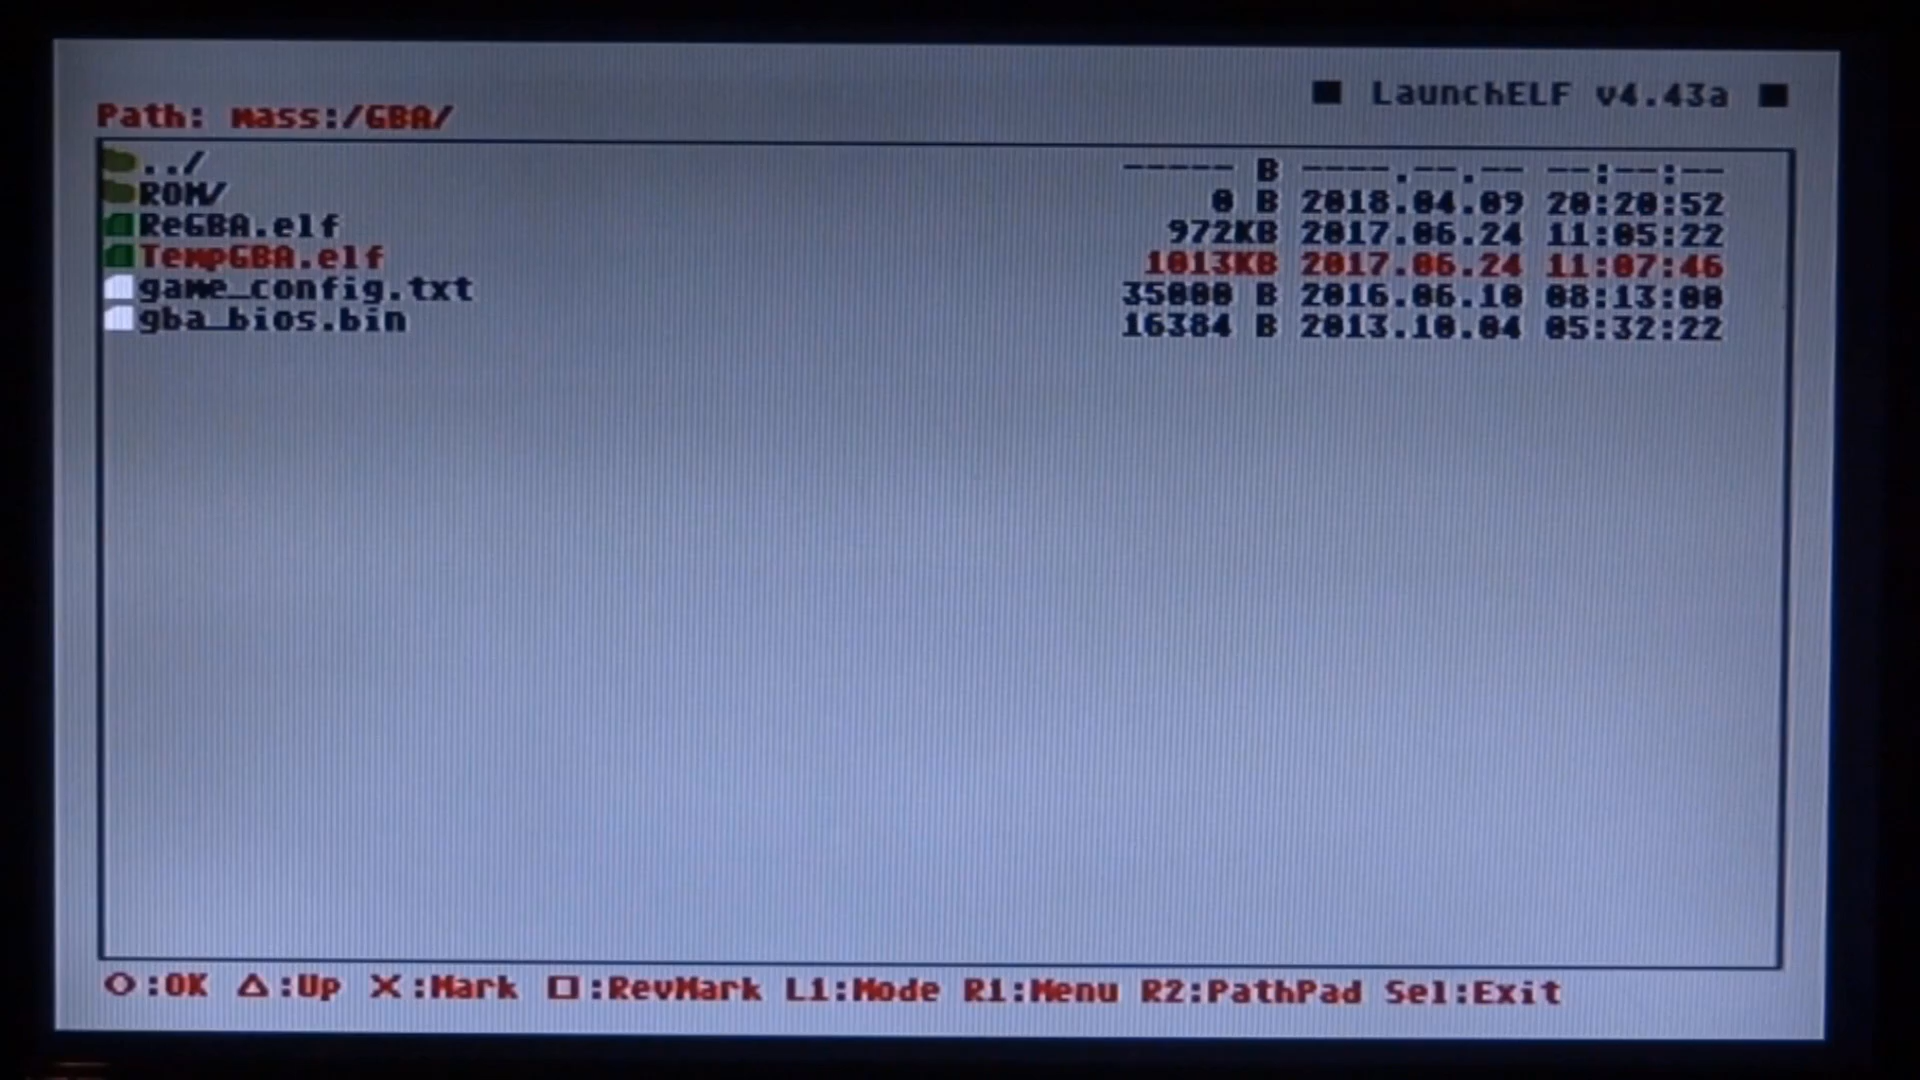 ■ LaunchELF v4.43a ■
Path: mass:/GBA/
../ ----- B ----.--.-- --:--:--
ROM/ 0 B 2018.04.09 20:20:52
ReGBA.elf 972KB 2017.06.24 11:05:22
TempGBA.elf 1013KB 2017.06.24 11:07:46
game_config.txt 35000 B 2016.06.10 08:13:00
gba_bios.bin 16384 B 2013.10.04 05:32:22
○:OK △:Up ×:Mark □:RevMark L1:Mode R1:Menu R2:PathPad Sel:Exit